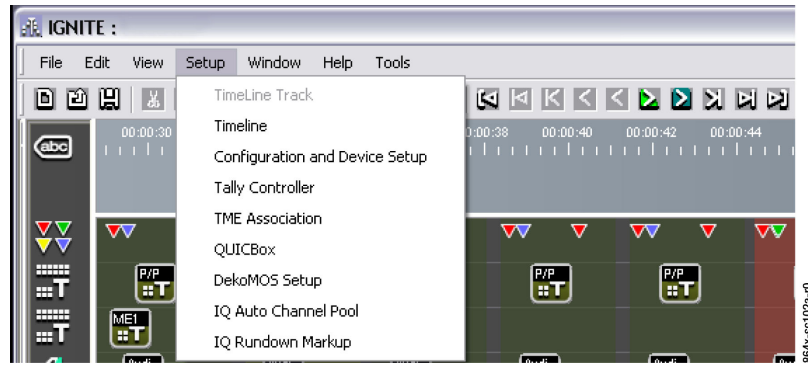 IGNITE :
File Edit View Setup Window Help Tools
TimeLine Track
Timeline
Configuration and Device Setup
Tally Controller
TME Association
QUICBox
DekoMOS Setup
IQ Auto Channel Pool
IQ Rundown Markup
abc
00:00:30
0:00:38 00:00:40 00:00:42 00:00:44
P/P T
P/P T
P/P T
T
ME1 T
T